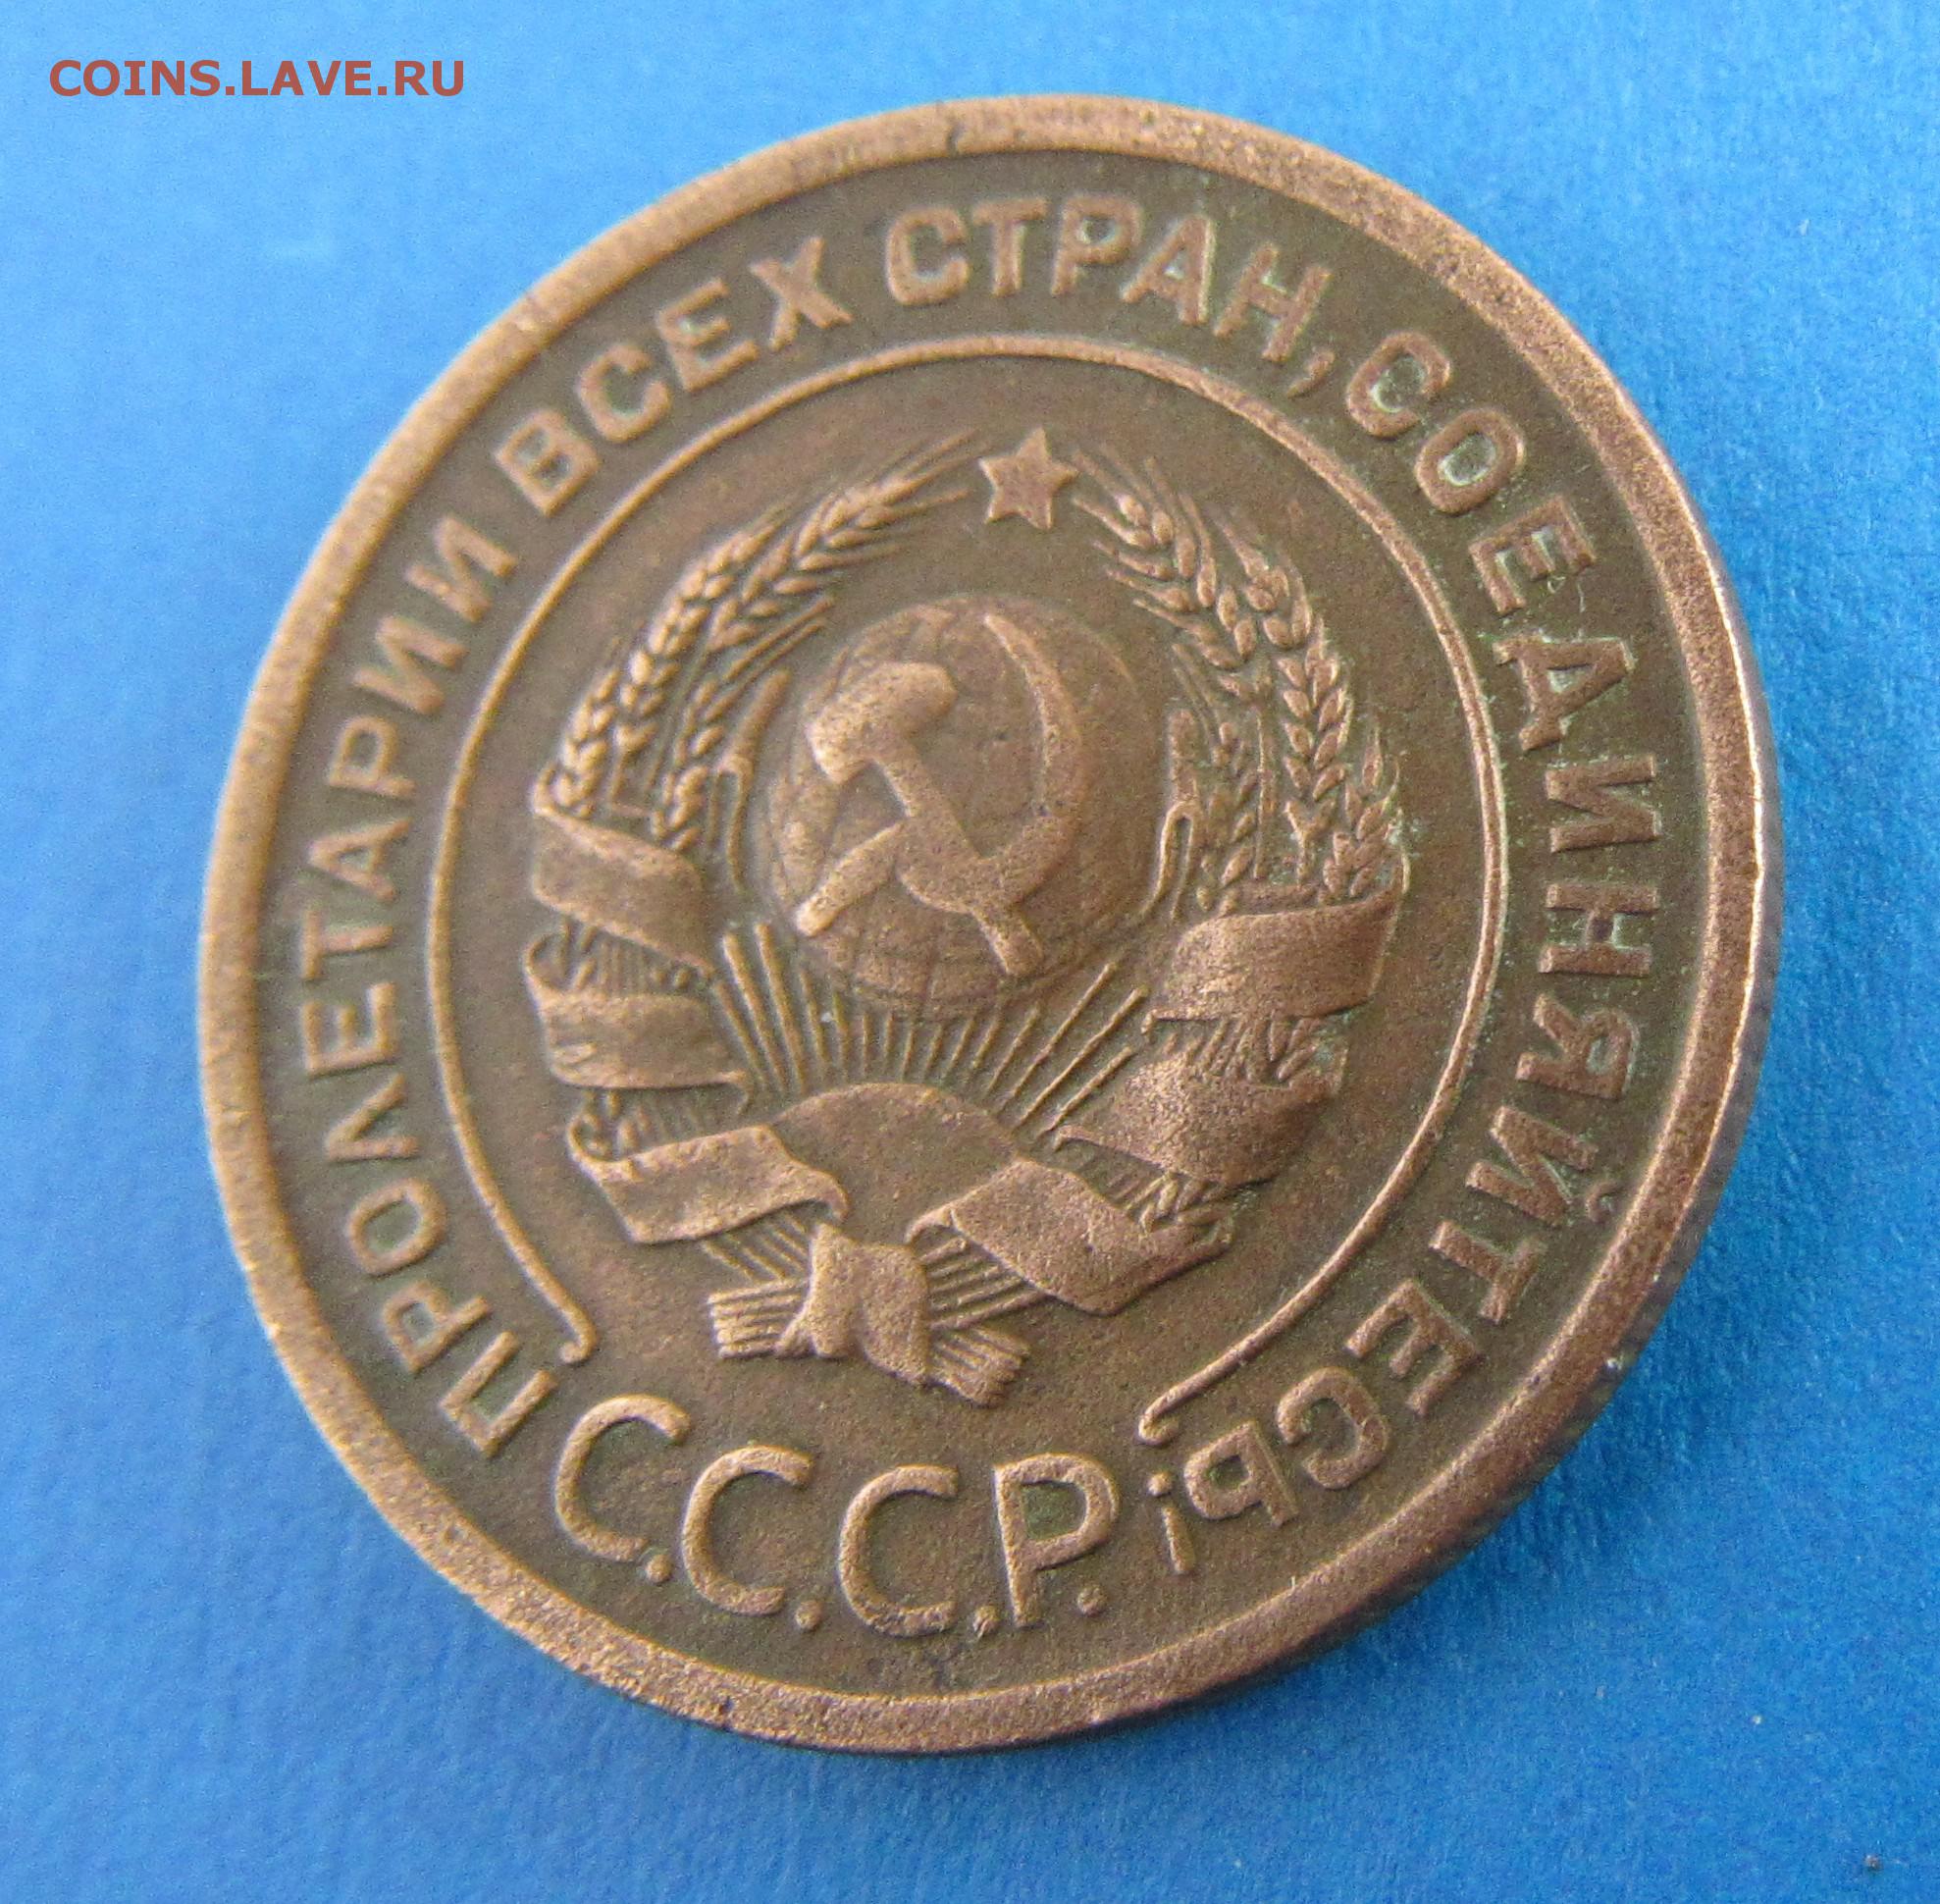 COINS.LAVE.RU
ПРОЛЕТАРИИ ВСЕХ СТРАН, СОЕДИНЯЙТЕСЬ!
С.С.С.Р.